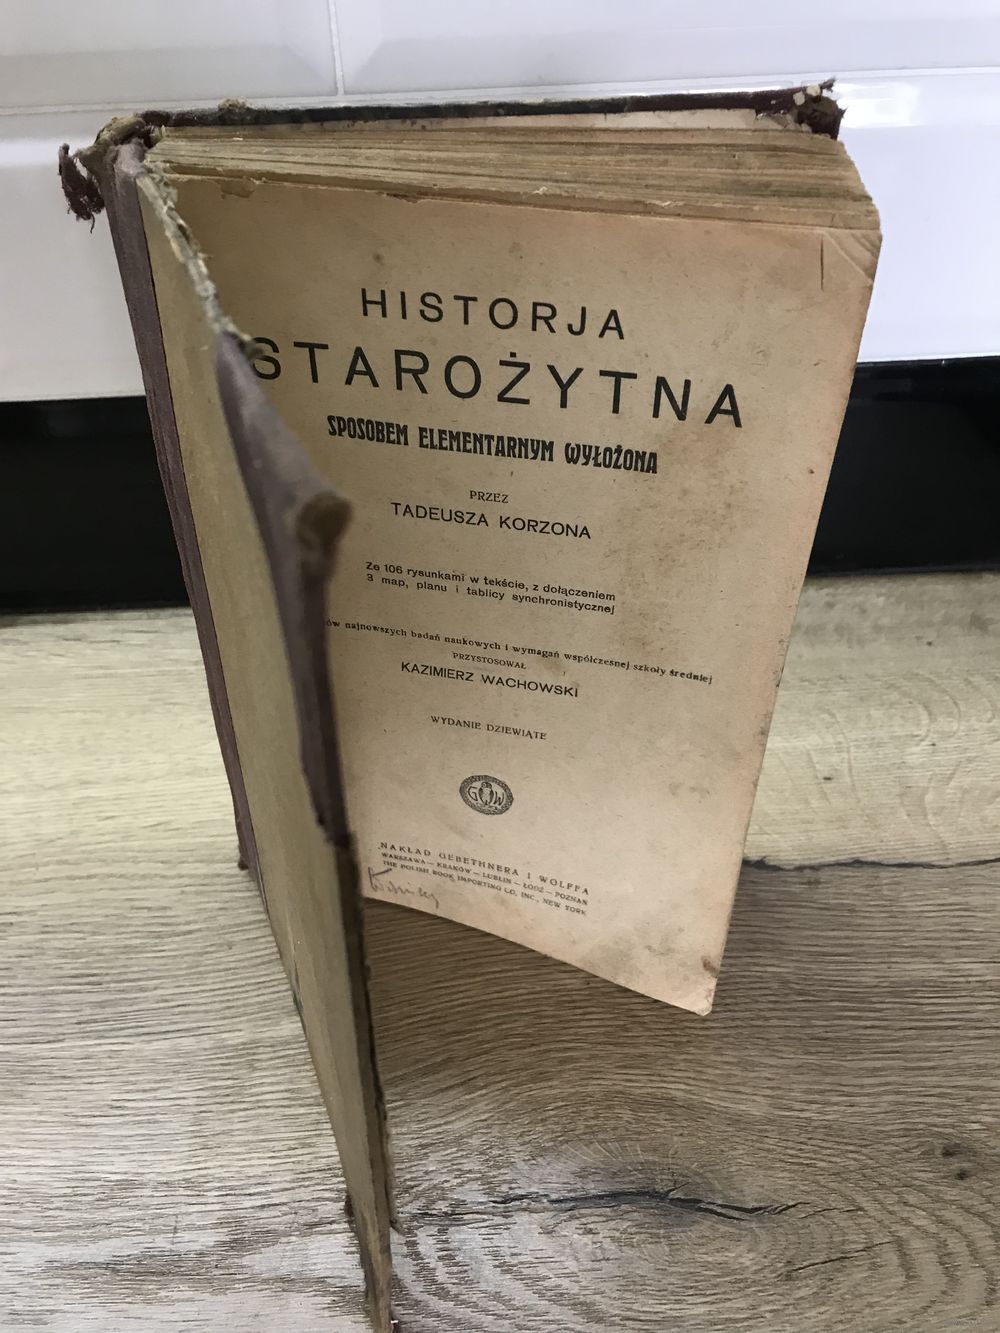 HISTORJA
STAROŻYTNA
SPOSOBEM ELEMENTARNYM WYŁOŻONA
PRZEZ
TADEUSZA KORZONA
Ze 106 rysunkami w tekście, z dołączeniem
3 map, planu i tablicy synchronistycznej
najnowszych badań naukowych i wymagań współczesnej szkoły średniej
PRZYSTOSOWAŁ
KAZIMIERZ WACHOWSKI
WYDANIE DZIEWIĄTE
G W
NAKŁAD GEBETHNERA I WOLFFA
WARSZAWA — KRAKÓW — LUBLIN — ŁÓDŹ — POZNAŃ
THE POLISH BOOK IMPORTING CO, INC., NEW YORK